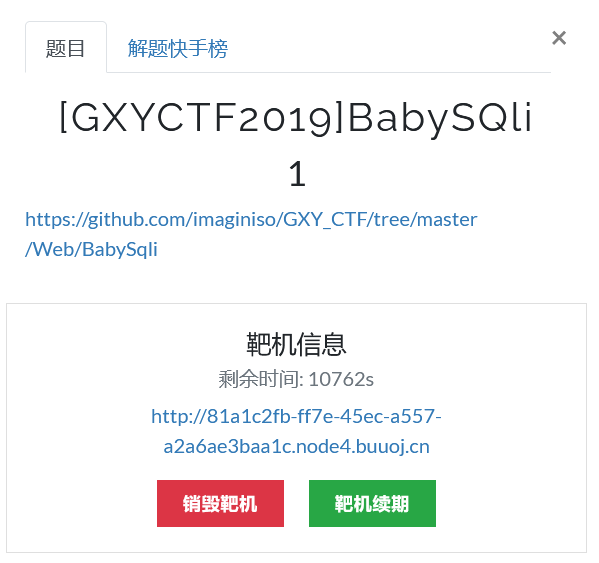 题目 解题快手榜 ×
[GXYCTF2019]BabySQli
1
https://github.com/imaginiso/GXY_CTF/tree/master
/Web/BabySqli
靶机信息
剩余时间: 10762s
http://81a1c2fb-ff7e-45ec-a557-
a2a6ae3baa1c.node4.buuoj.cn
销毁靶机 靶机续期